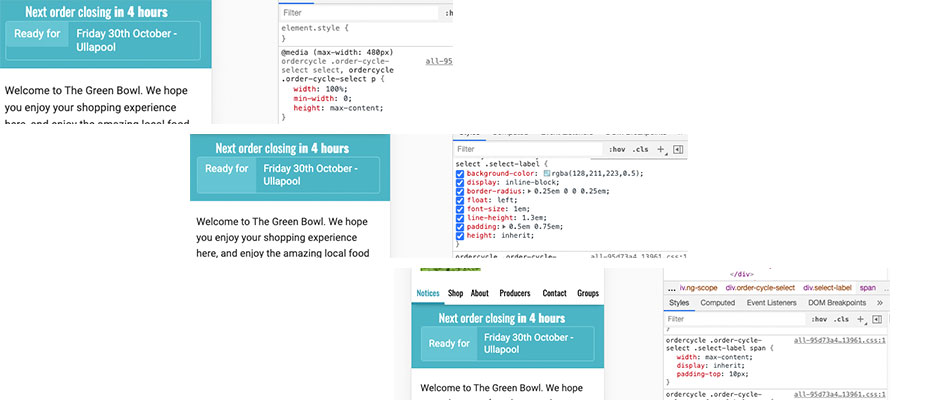 Next order closing in 4 hours
Ready for
Friday 30th October -
Ullapool
Welcome to The Green Bowl. We hope
you enjoy your shopping experience
here, and enjoy the amazing local food
Filter
:h
element.style {
}
@media (max-width: 480px)
ordercycle .order-cycle-
all-95
select select, ordercycle
.order-cycle-select p {
width: 100%;
min-width: 0;
height: max-content;
}
Next order closing in 4 hours
Ready for
Friday 30th October -
Ullapool
Welcome to The Green Bowl. We hope
you enjoy your shopping experience
here, and enjoy the amazing local food
Styles Computed Event Listeners DOM Breakpoints »
Filter
:hov .cls +
select .select-label {
background-color: rgba(128,211,223,0.5);
display: inline-block;
border-radius: 0.25em 0 0 0.25em;
float: left;
font-size: 1em;
line-height: 1.3em;
padding: 0.5em 0.75em;
height: inherit;
}
ordercycle .order-cycle-
all-95d73a4…13961.css:1
Notices Shop About Producers Contact Groups
Next order closing in 4 hours
Ready for
Friday 30th October -
Ullapool
Welcome to The Green Bowl. We hope
</div>
… iv.ng-scope div.order-cycle-select div.select-label span …
Styles Computed Event Listeners DOM Breakpoints »
Filter
:hov .cls +
}
ordercycle .order-cycle-
all-95d73a4…13961.css:1
select .select-label span {
width: max-content;
display: inherit;
padding-top: 10px;
}
ordercycle .order-cycle-
all-95d73a4…13961.css:1